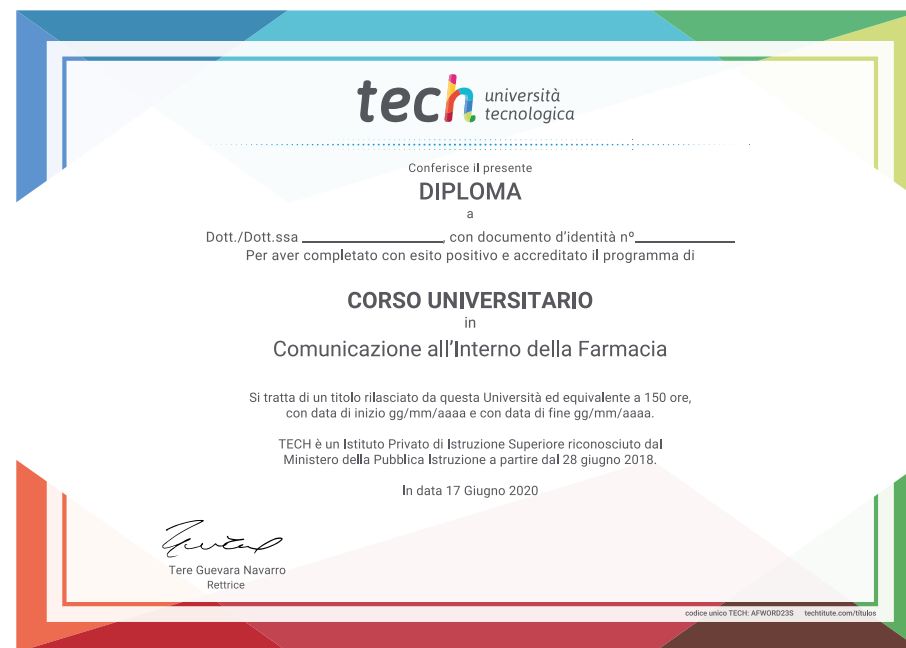 tech università
tecnologica
Conferisce il presente
DIPLOMA
a
Dott./Dott.ssa ____________________, con documento d'identità nº______________
Per aver completato con esito positivo e accreditato il programma di
CORSO UNIVERSITARIO
in
Comunicazione all'Interno della Farmacia
Si tratta di un titolo rilasciato da questa Università ed equivalente a 150 ore,
con data di inizio gg/mm/aaaa e con data di fine gg/mm/aaaa.
TECH è un Istituto Privato di Istruzione Superiore riconosciuto dal
Ministero della Pubblica Istruzione a partire dal 28 giugno 2018.
In data 17 Giugno 2020
Tere Guevara Navarro
Rettrice
codice unico TECH: AFWORD23S techtitute.com/títulos